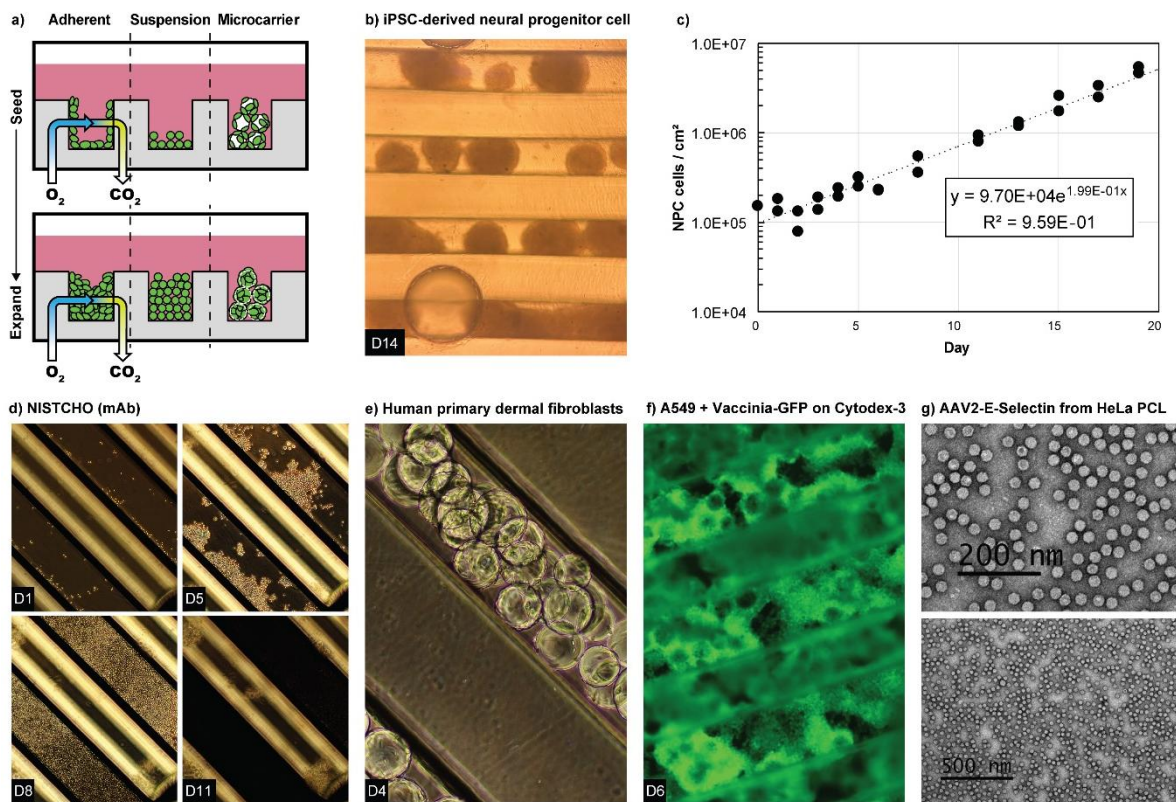 a)
Adherent Suspension Microcarrier
Seed
O₂ CO₂
Expand
O₂ CO₂
b) iPSC-derived neural progenitor cell
D14
c)
1.0E+07
1.0E+06
1.0E+05
1.0E+04
NPC cells / cm²
0 5 10 15 20
Day
y = 9.70E+04e^1.99E-01x
R² = 9.59E-01
d) NISTCHO (mAb)
D1
D5
D8
D11
e) Human primary dermal fibroblasts
D4
f) A549 + Vaccinia-GFP on Cytodex-3
D6
g) AAV2-E-Selectin from HeLa PCL
200 nm
500 nm